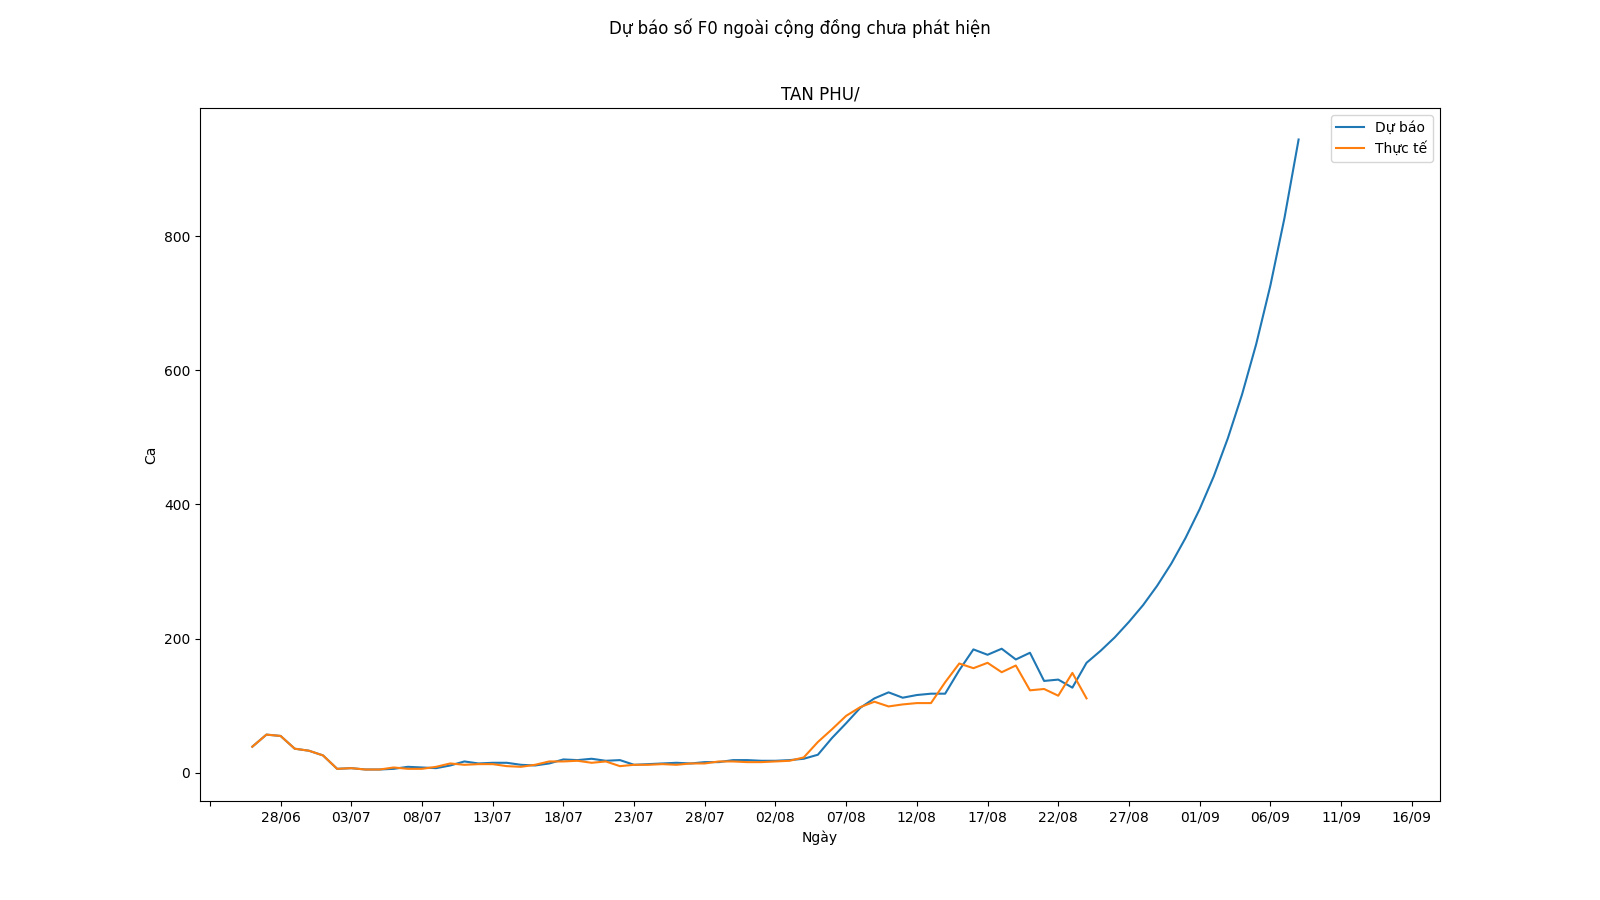 Dự báo số F0 ngoài cộng đồng chưa phát hiện
TAN PHU/
Dự báo
Thực tế
Ca
800
600
400
200
0
28/06 03/07 08/07 13/07 18/07 23/07 28/07 02/08 07/08 12/08 17/08 22/08 27/08 01/09 06/09 11/09 16/09
Ngày